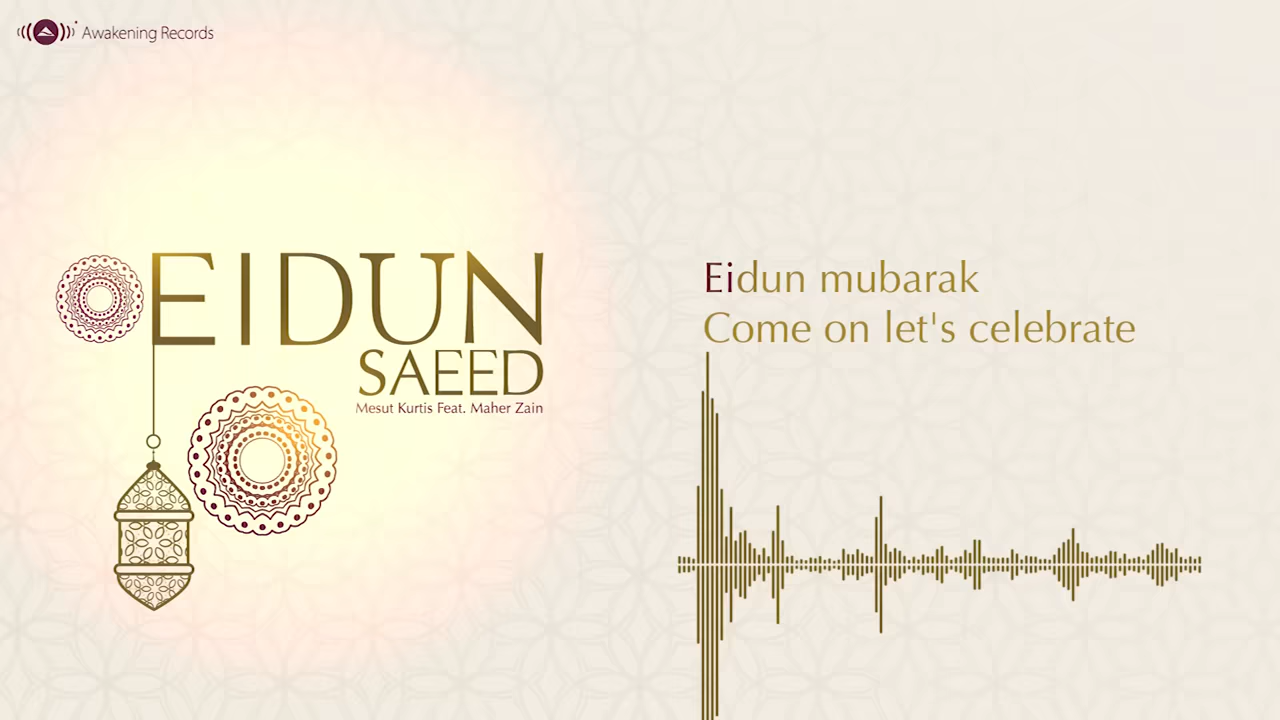 Awakening Records
EIDUN
SAEED
Mesut Kurtis Feat. Maher Zain
Eidun mubarak
Come on let's celebrate